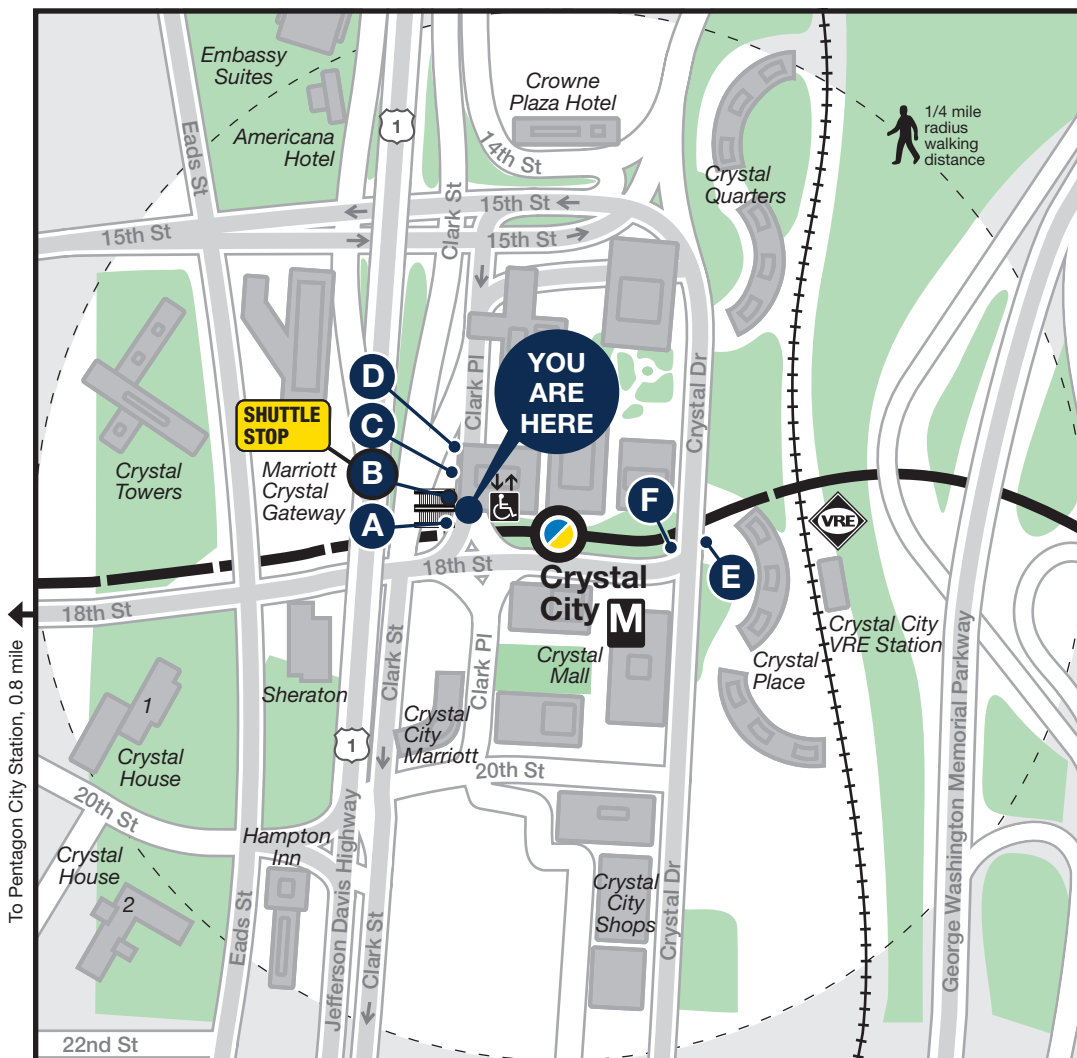 Embassy
Suites
Crowne
Plaza Hotel
1
1/4 mile
radius
walking
distance
Americana
Hotel
Eads St
14th St
Clark St
Crystal
Quarters
15th St
15th St
15th St
YOU
ARE
HERE
D
Clark Pl
Crystal Dr
SHUTTLE
STOP
C
B
A
Crystal
Towers
Marriott
Crystal
Gateway
F
VRE
E
18th St
18th St
Crystal
City
M
Crystal City
VRE Station
To Pentagon City Station, 0.8 mile
Sheraton
Clark St
Clark Pl
Crystal
Mall
Crystal
Place
George Washington Memorial Parkway
1
Crystal
House
1
Crystal
City
Marriott
20th St
20th St
Hampton
Inn
Jefferson Davis Highway
Crystal
House
2
Crystal
City
Shops
Eads St
Clark St
Crystal Dr
22nd St